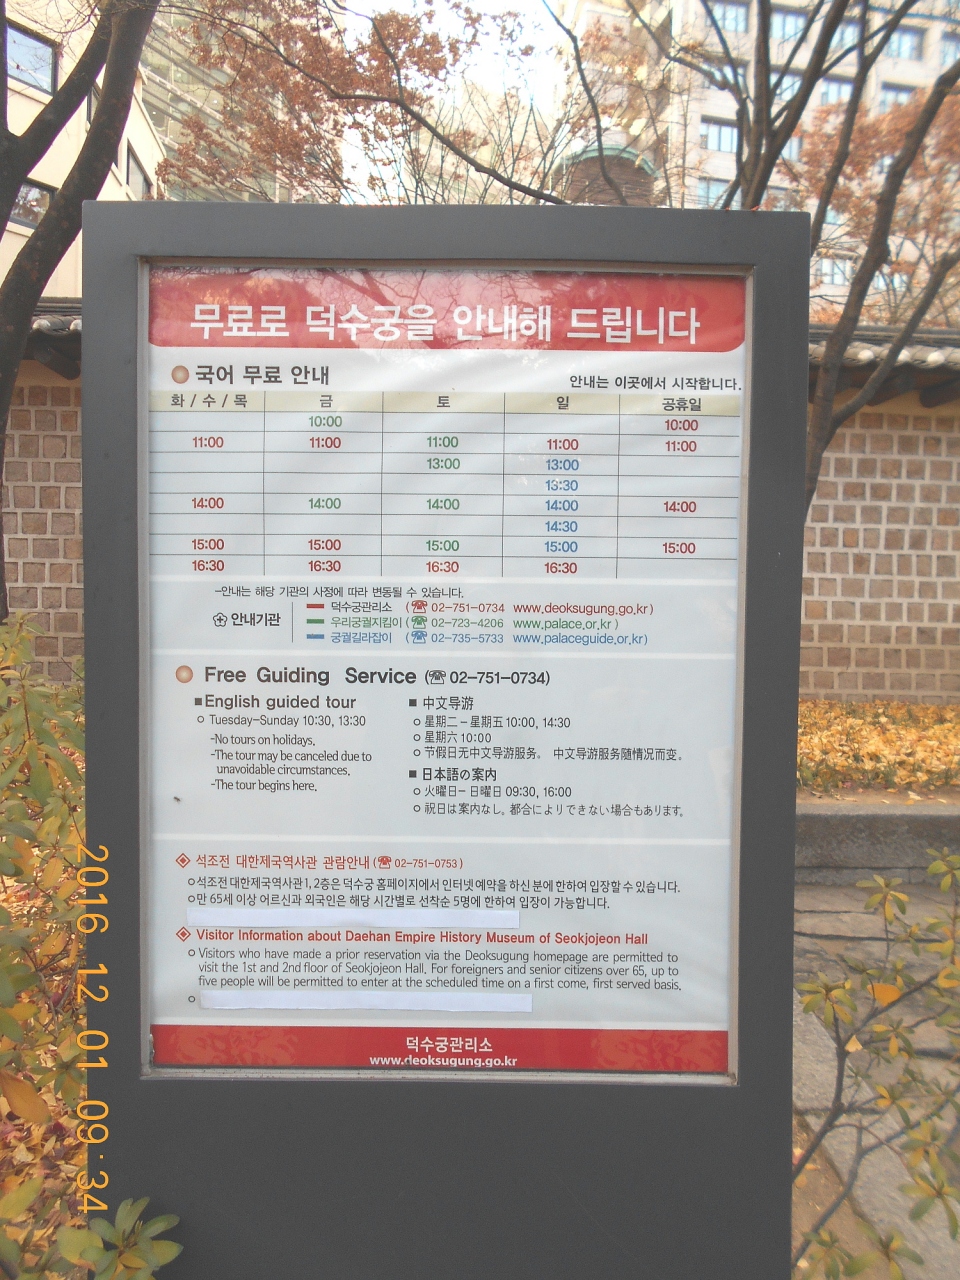 무료로 덕수궁을 안내해 드립니다
국어 무료 안내
안내는 이곳에서 시작합니다.
화 / 수 / 목 금 토 일 공휴일
10:00 10:00
11:00 11:00 11:00 11:00 11:00
13:00 13:00
13:30
14:00 14:00 14:00 14:00 14:00
14:30
15:00 15:00 15:00 15:00 15:00
16:30 16:30 16:30 16:30
-안내는 해당 기관의 사정에 따라 변동될 수 있습니다.
안내기관
덕수궁관리소 (☎ 02-751-0734 www.deoksugung.go.kr)
우리궁궐지킴이 (☎ 02-723-4206 www.palace.or.kr )
궁궐길라잡이 (☎ 02-735-5733 www.palaceguide.or.kr)
Free Guiding Service (☎ 02-751-0734)
■English guided tour
○ Tuesday-Sunday 10:30, 13:30
-No tours on holidays.
-The tour may be canceled due to
unavoidable circumstances.
-The tour begins here.
■ 中文导游
○ 星期二 - 星期五 10:00, 14:30
○ 星期六 10:00
○ 节假日无中文导游服务。 中文导游服务随情况而变。
■ 日本語の案内
○ 火曜日- 日曜日 09:30, 16:00
○ 祝日は案内なし。都合によりできない場合もあります。
◈ 석조전 대한제국역사관 관람안내 (☎ 02-751-0753 )
○석조전 대한제국역사관 1, 2층은 덕수궁 홈페이지에서 인터넷 예약을 하신 분에 한하여 입장할 수 있습니다.
○만 65세 이상 어르신과 외국인은 해당 시간별로 선착순 5명에 한하여 입장이 가능합니다.
◈ Visitor Information about Daehan Empire History Museum of Seokjojeon Hall
○ Visitors who have made a prior reservation via the Deoksugung homepage are permitted to
visit the 1st and 2nd floor of Seokjojeon Hall. For foreigners and senior citizens over 65, up to
five people will be permitted to enter at the scheduled time on a first come, first served basis.
○
덕수궁관리소
www.deoksugung.go.kr
2016 12 01 09:34